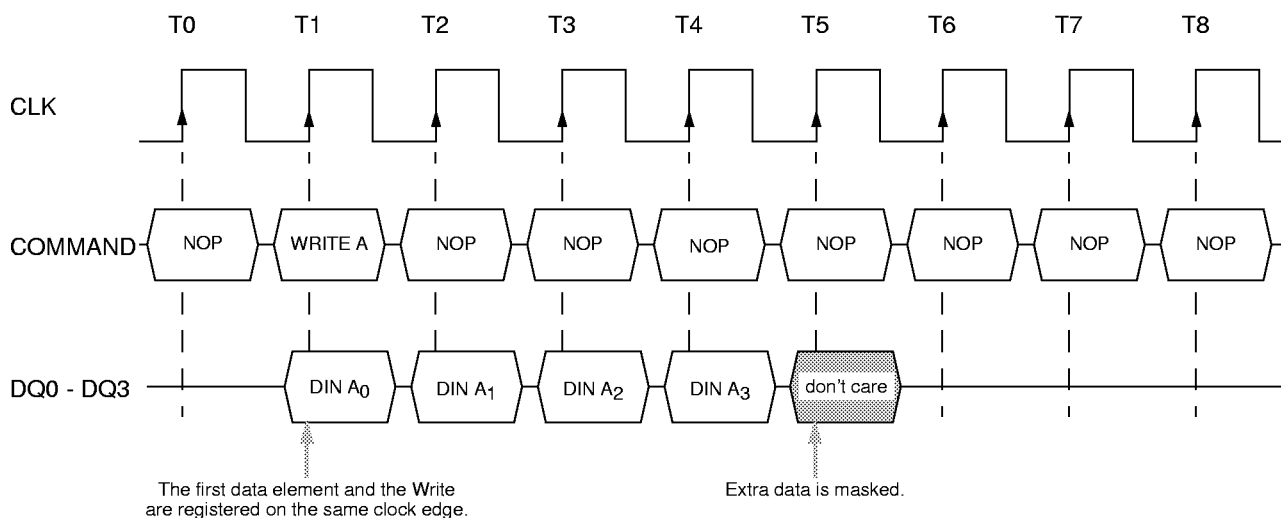 T0 T1 T2 T3 T4 T5 T6 T7 T8
CLK
COMMAND NOP WRITE A NOP NOP NOP NOP NOP NOP NOP
DQ0 - DQ3 DIN A0 DIN A1 DIN A2 DIN A3 don't care
The first data element and the Write
are registered on the same clock edge.
Extra data is masked.